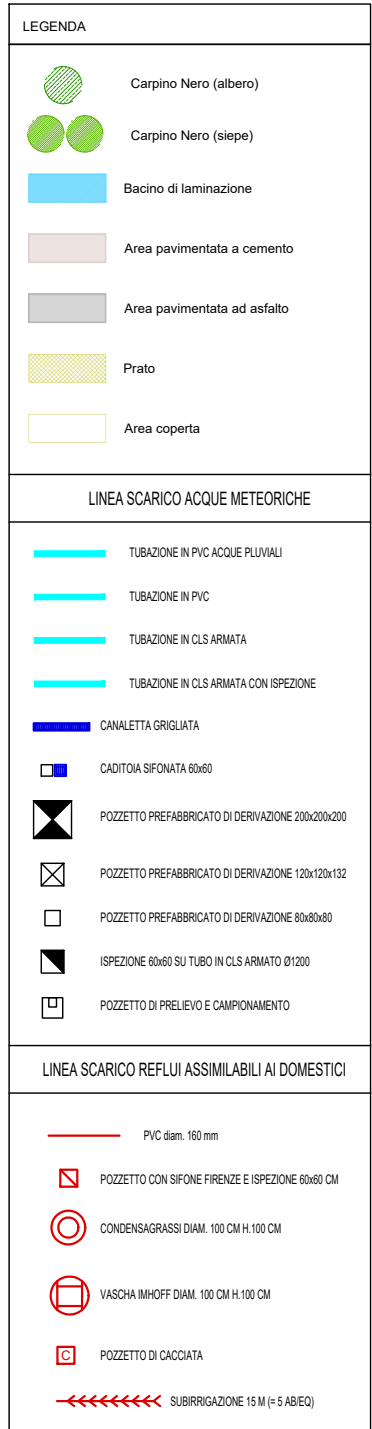 LEGENDA
Carpino Nero (albero)
Carpino Nero (siepe)
Bacino di laminazione
Area pavimentata a cemento
Area pavimentata ad asfalto
Prato
Area coperta
LINEA SCARICO ACQUE METEORICHE
TUBAZIONE IN PVC ACQUE PLUVIALI
TUBAZIONE IN PVC
TUBAZIONE IN CLS ARMATA
TUBAZIONE IN CLS ARMATA CON ISPEZIONE
CANALETTA GRIGLIATA
CADITOIA SIFONATA 60x60
POZZETTO PREFABBRICATO DI DERIVAZIONE 200x200x200
POZZETTO PREFABBRICATO DI DERIVAZIONE 120x120x132
POZZETTO PREFABBRICATO DI DERIVAZIONE 80x80x80
ISPEZIONE 60x60 SU TUBO IN CLS ARMATO Ø1200
POZZETTO DI PRELIEVO E CAMPIONAMENTO
LINEA SCARICO REFLUI ASSIMILABILI AI DOMESTICI
PVC diam. 160 mm
POZZETTO CON SIFONE FIRENZE E ISPEZIONE 60x60 CM
CONDENSAGRASSI DIAM. 100 CM H.100 CM
VASCHA IMHOFF DIAM. 100 CM H.100 CM
C POZZETTO DI CACCIATA
SUBIRRIGAZIONE 15 M (= 5 AB/EQ)